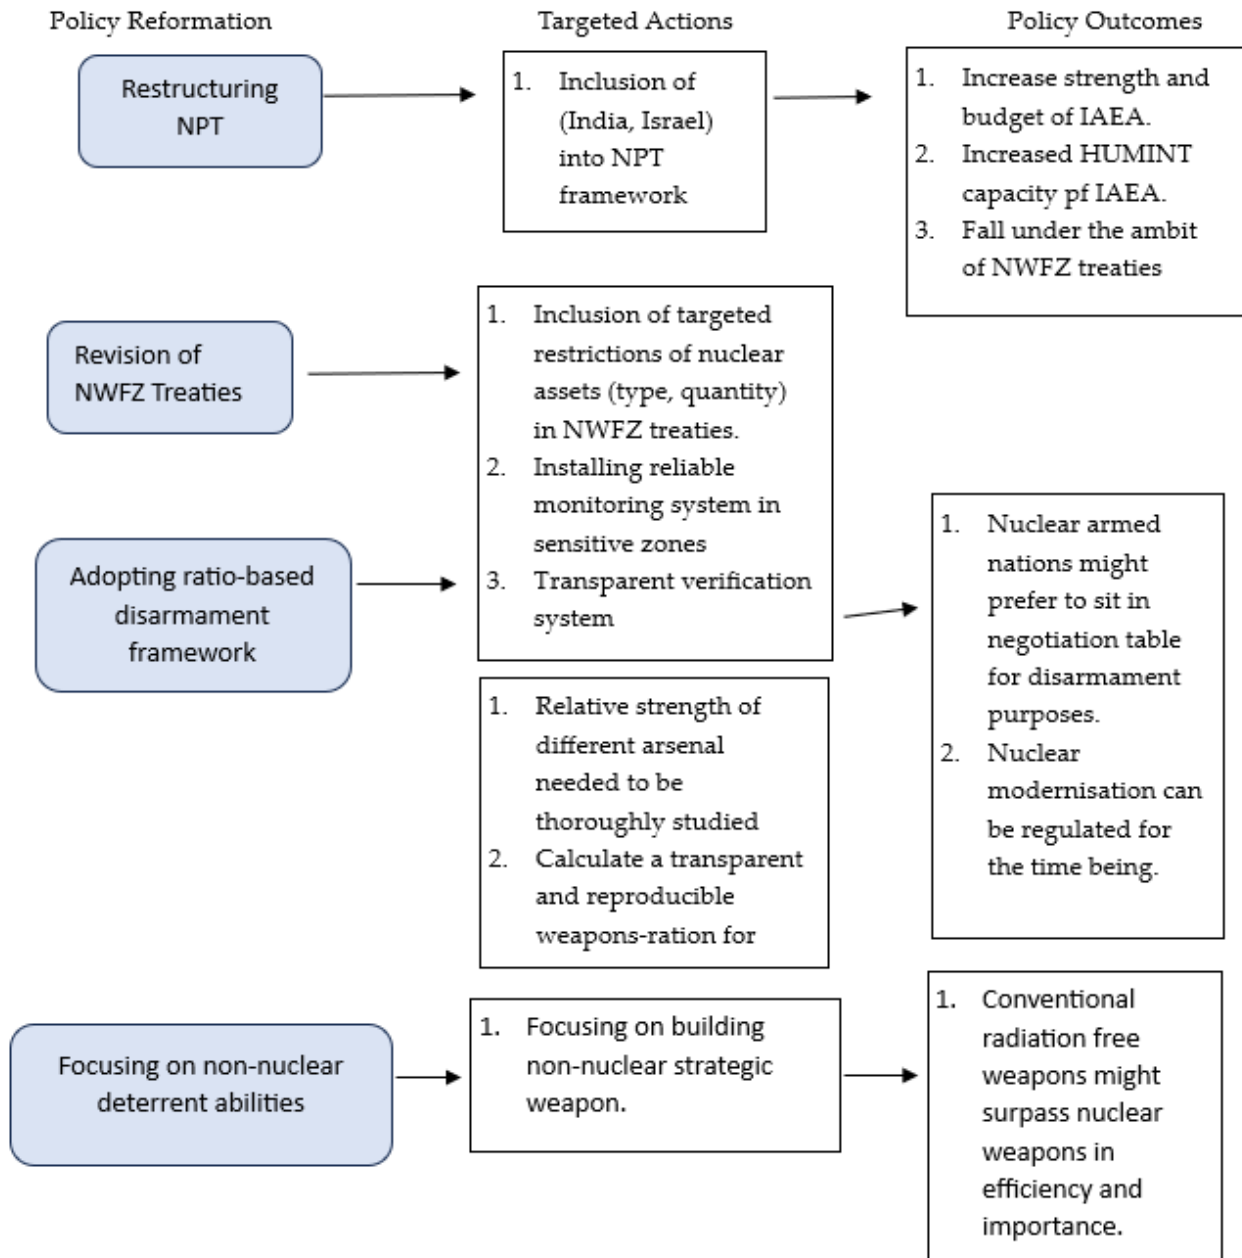 Policy Reformation
Targeted Actions
Policy Outcomes
Restructuring
NPT
1. Inclusion of
(India, Israel)
into NPT
framework
1. Increase strength and
budget of IAEA.
2. Increased HUMINT
capacity pf IAEA.
3. Fall under the ambit
of NWFZ treaties
Revision of
NWFZ Treaties
1. Inclusion of targeted
restrictions of nuclear
assets (type, quantity)
in NWFZ treaties.
2. Installing reliable
monitoring system in
sensitive zones
3. Transparent verification
system
Adopting ratio-based
disarmament
framework
1. Relative strength of
different arsenal
needed to be
thoroughly studied
2. Calculate a transparent
and reproducible
weapons-ration for
1. Nuclear armed
nations might
prefer to sit in
negotiation table
for disarmament
purposes.
2. Nuclear
modernisation can
be regulated for
the time being.
Focusing on non-nuclear
deterrent abilities
1. Focusing on building
non-nuclear strategic
weapon.
1. Conventional
radiation free
weapons might
surpass nuclear
weapons in
efficiency and
importance.